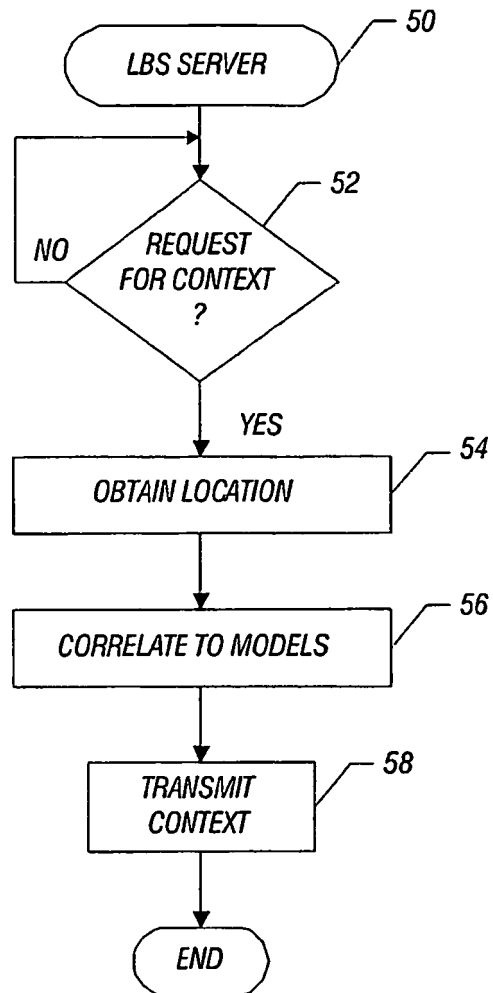 LBS SERVER
50
52
REQUEST
FOR CONTEXT
?
NO
YES
54
OBTAIN LOCATION
56
CORRELATE TO MODELS
58
TRANSMIT
CONTEXT
END